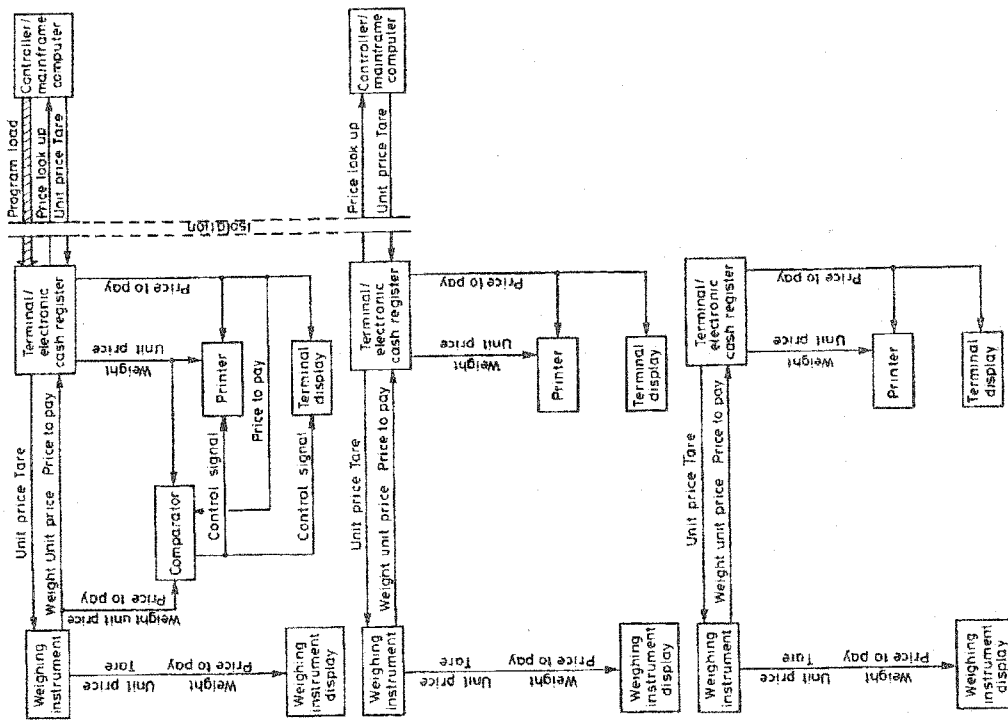 Program load
Controller/
mainframe
computer
Price look up
Unit price Tare
Isolation
Terminal/
electronic
cash register
Price to pay
Unit price
Weight
Printer
Terminal
display
Price to pay
Control signal
Control signal
Comparator
Unit price Tare
Weight Unit price Price to pay
Price to pay
Weight unit price
Weighing
instrument
Price to pay
Weight
Unit price
Tare
Weighing
instrument
display
Controller/
mainframe
computer
Price look up
Unit price Tare
Terminal/
electronic
cash register
Price to pay
Unit price
Weight
Printer
Terminal
display
Unit price Tare
Weight unit price Price to pay
Weighing
instrument
Price to pay
Weight
Unit price
Tare
Weighing
instrument
display
Terminal/
electronic
cash register
Price to pay
Unit price
Weight
Printer
Terminal
display
Unit price Tare
Weight unit price Price to pay
Weighing
instrument
Price to pay
Weight
Unit price
Tare
Weighing
instrument
display